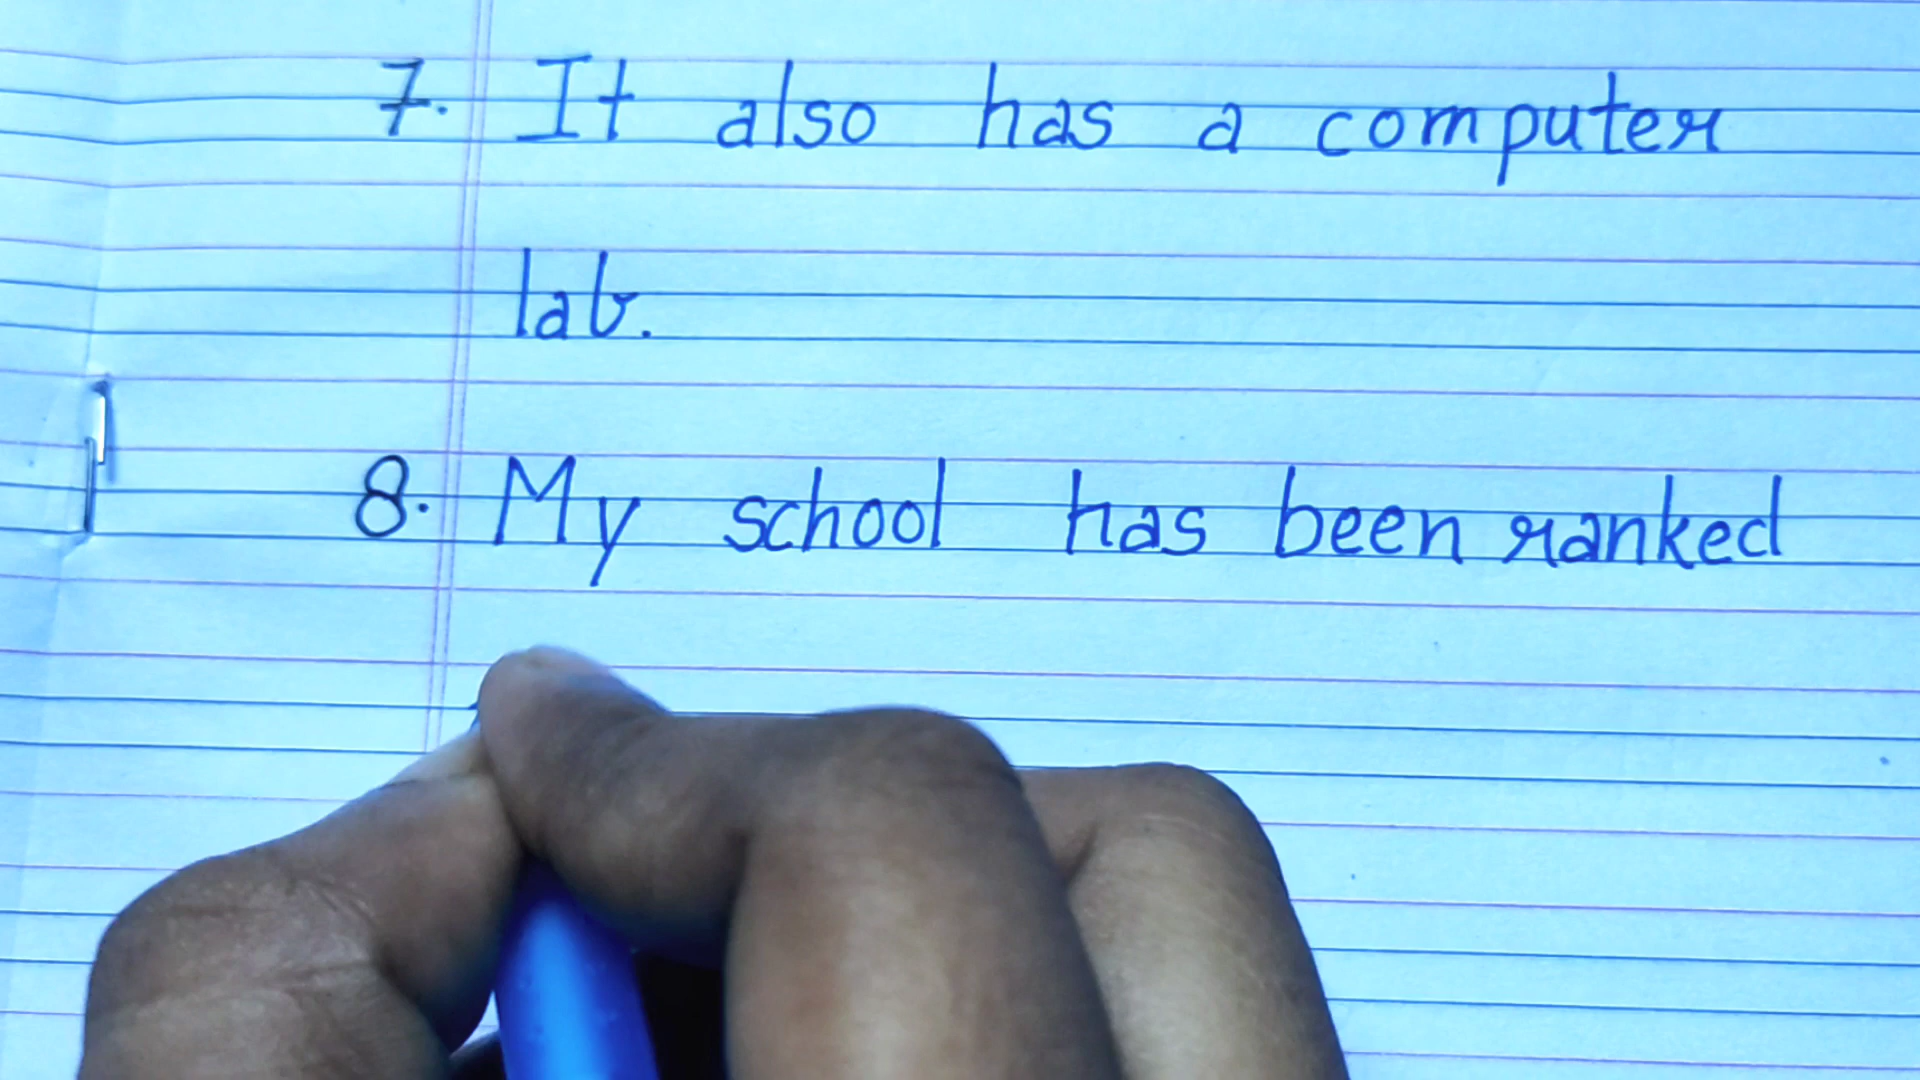 7. It also has a computer
lab.
8. My school has been ranked